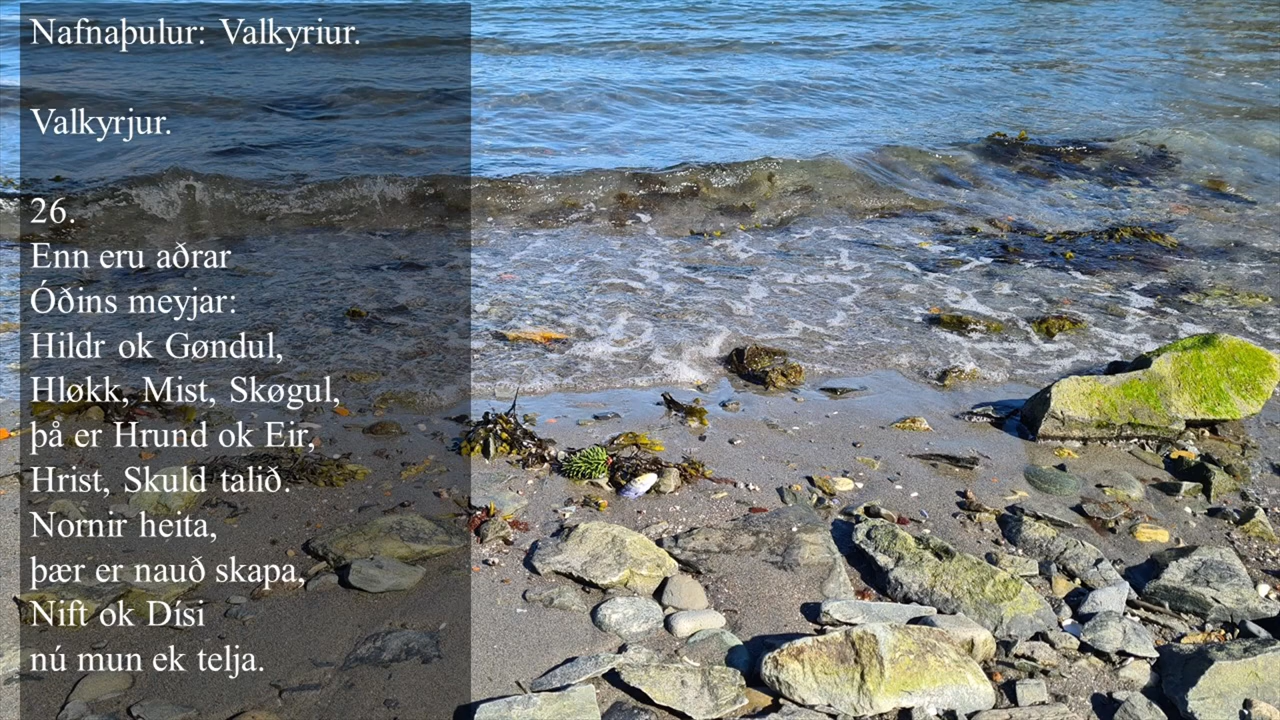 Nafnaþulur: Valkyriur.
Valkyrjur.
26.
Enn eru aðrar
Óðins meyjar:
Hildr ok Gøndul,
Hløkk, Mist, Skøgul,
þå er Hrund ok Eir,
Hrist, Skuld talið.
Nornir heita,
þær er nauð skapa,
Nift ok Dísi
nú mun ek telja.